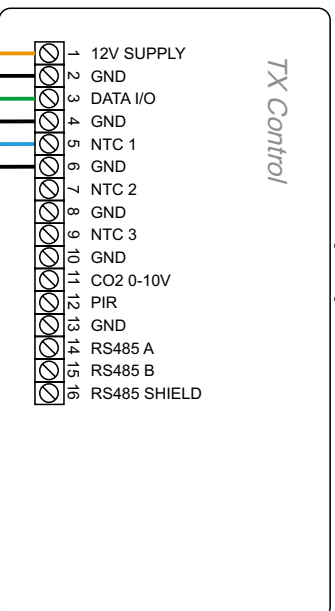 TX Control
1 12V SUPPLY
2 GND
3 DATA I/O
4 GND
5 NTC 1
6 GND
7 NTC 2
8 GND
9 NTC 3
10 GND
11 CO2 0-10V
12 PIR
13 GND
14 RS485 A
15 RS485 B
16 RS485 SHIELD